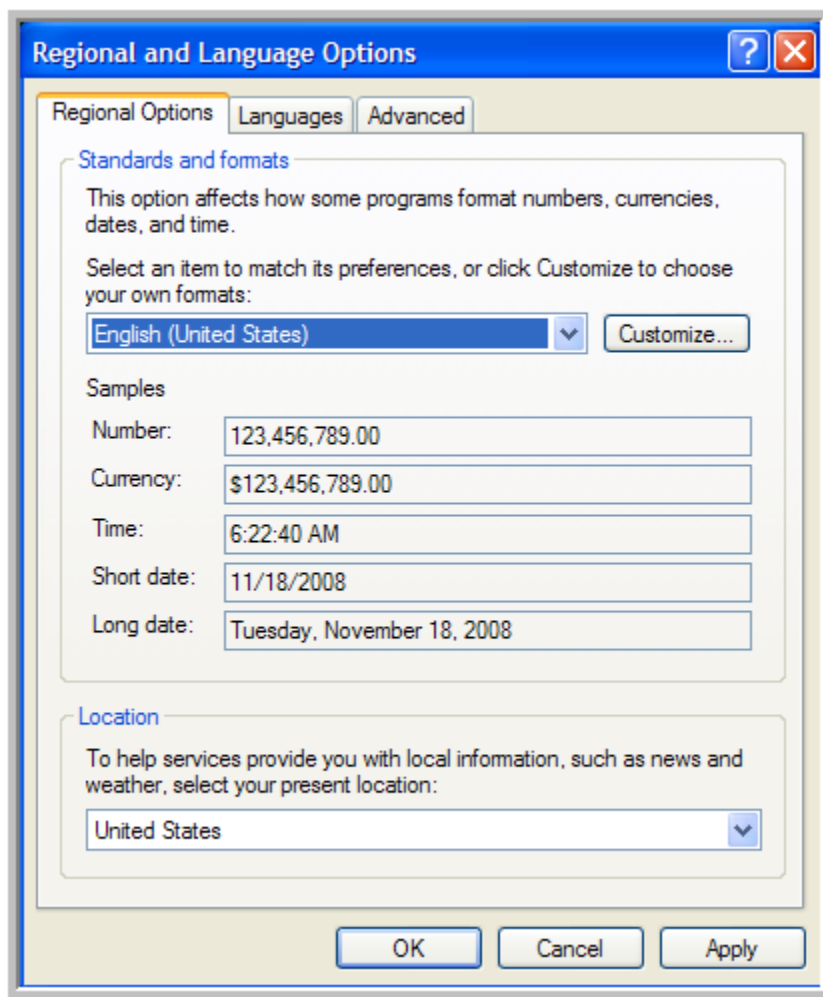 Regional and Language Options
?
Regional Options
Languages
Advanced
Standards and formats
This option affects how some programs format numbers, currencies,
dates, and time.
Select an item to match its preferences, or click Customize to choose
your own formats:
English (United States)
Customize...
Samples
Number: 123,456,789.00
Currency: $123,456,789.00
Time: 6:22:40 AM
Short date: 11/18/2008
Long date: Tuesday, November 18, 2008
Location
To help services provide you with local information, such as news and
weather, select your present location:
United States
OK
Cancel
Apply